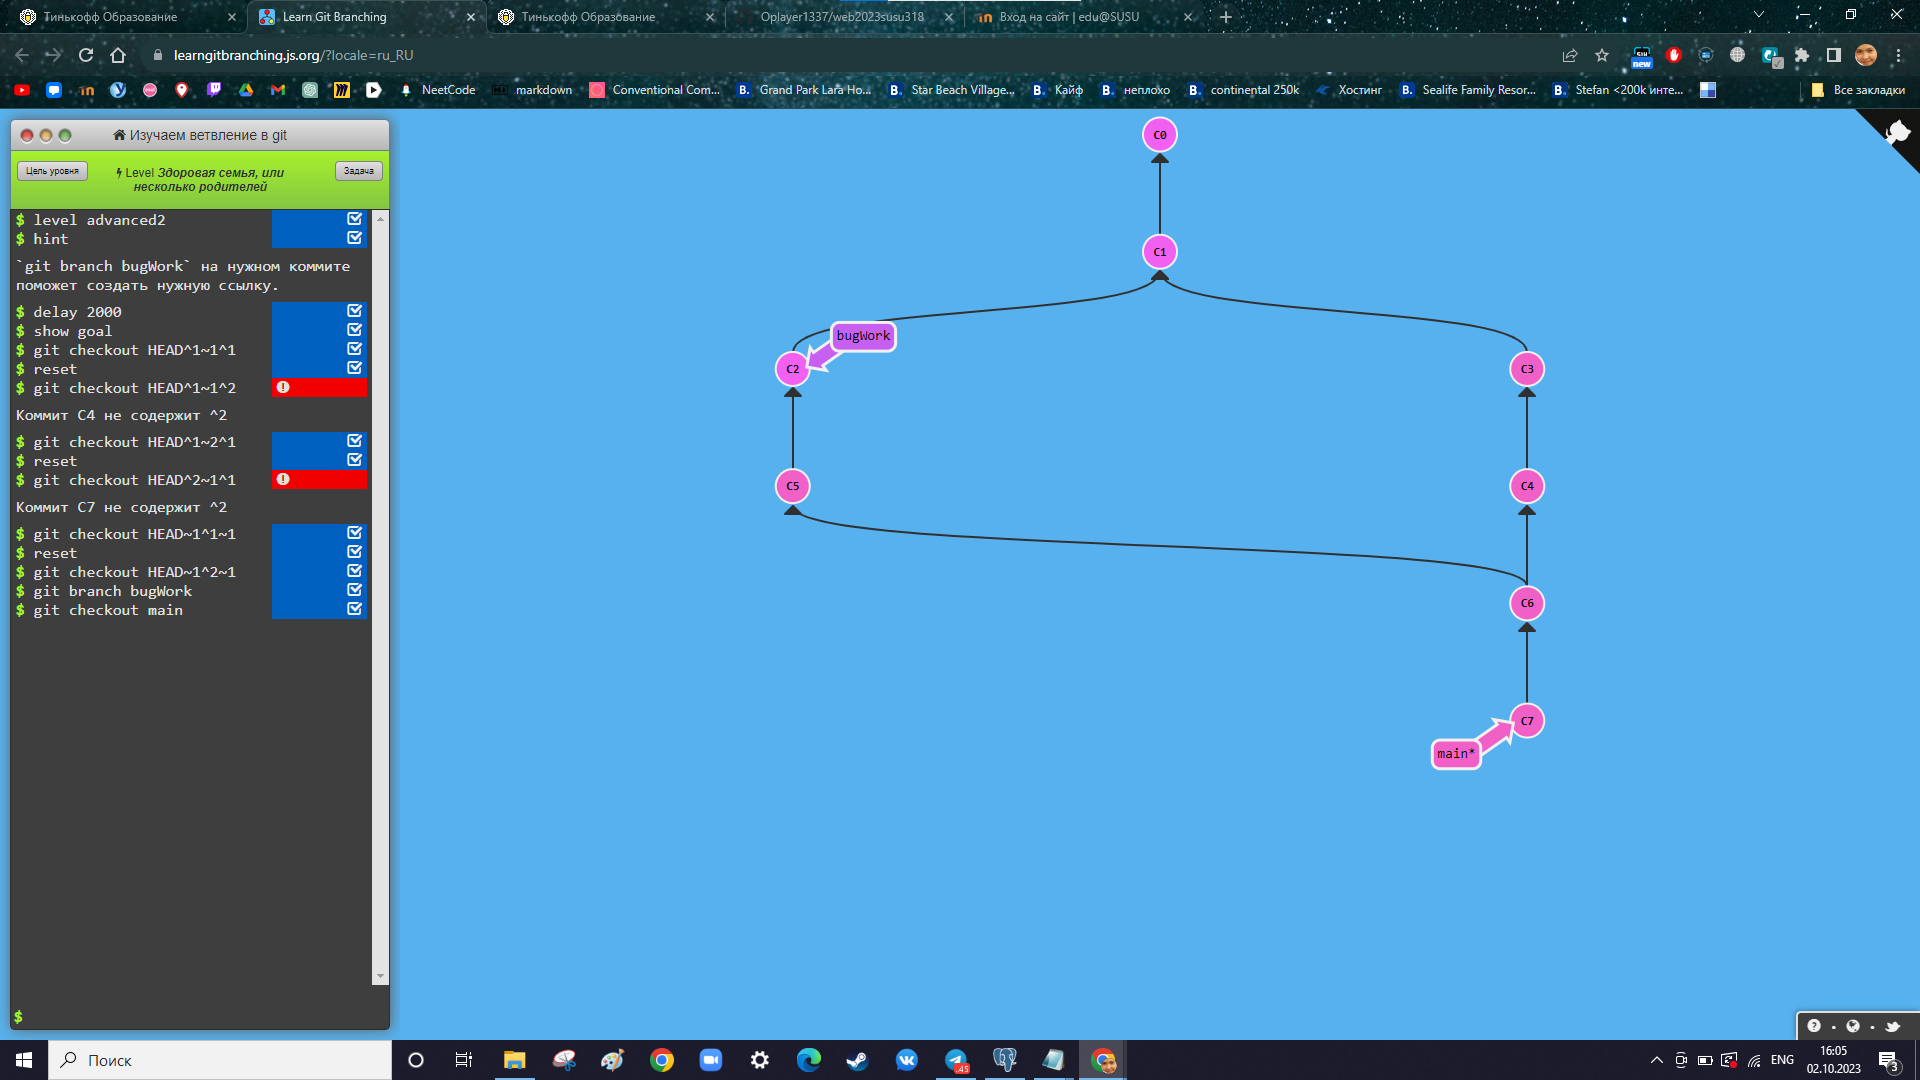 Тинькофф Образование
Learn Git Branching
Тинькофф Образование
Oplayer1337/web2023susu318
Вход на сайт | edu@SUSU
learngitbranching.js.org/?locale=ru_RU
new
NeetCode
markdown
Conventional Com...
Grand Park Lara Ho...
Star Beach Village...
Кайф
неплохо
continental 250k
Хостинг
Sealife Family Resor...
Stefan <200k инте...
Все закладки
Изучаем ветвление в git
Цель уровня
Level Здоровая семья, или
несколько родителей
Задача
$ level advanced2
$ hint
`git branch bugWork` на нужном коммите
поможет создать нужную ссылку.
$ delay 2000
$ show goal
$ git checkout HEAD^1~1^1
$ reset
$ git checkout HEAD^1~1^2
Коммит C4 не содержит ^2
$ git checkout HEAD^1~2^1
$ reset
$ git checkout HEAD^2~1^1
Коммит C7 не содержит ^2
$ git checkout HEAD~1^1~1
$ reset
$ git checkout HEAD~1^2~1
$ git branch bugWork
$ git checkout main
$
C0
C1
bugWork
C2
C3
C5
C4
C6
C7
main*
Поиск
.45
ENG
16:05
02.10.2023
3